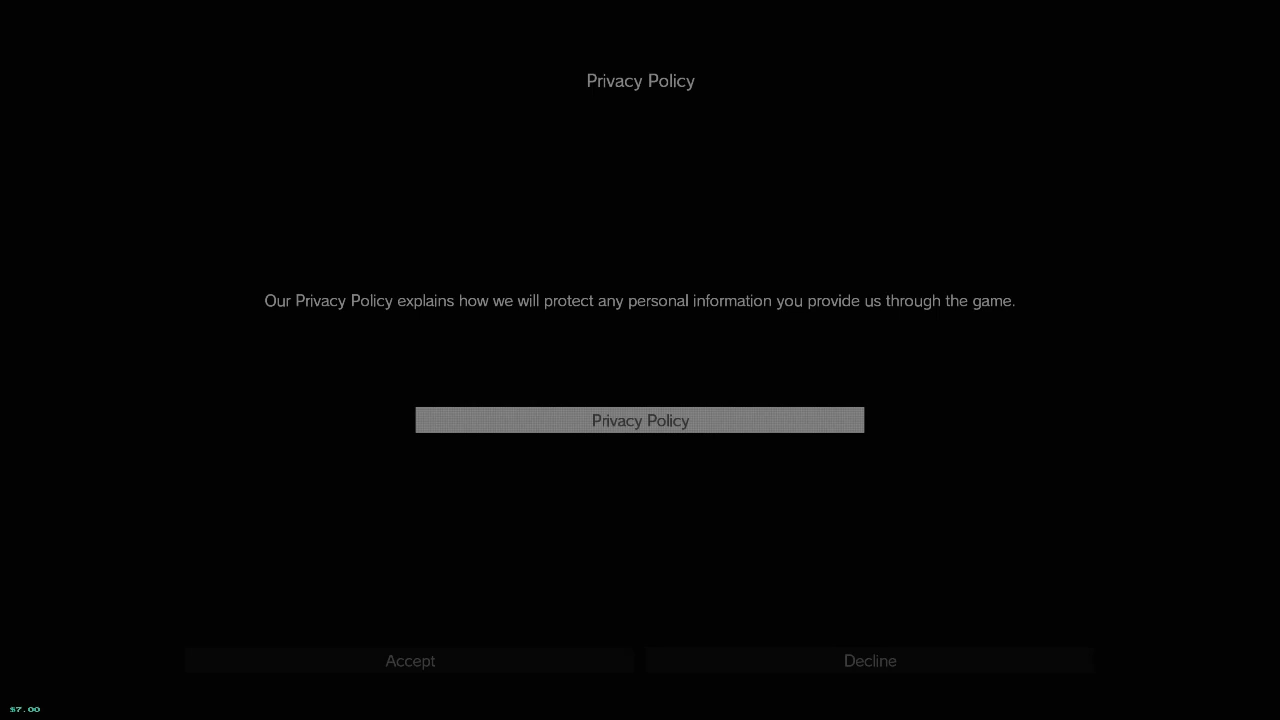 Privacy Policy
Our Privacy Policy explains how we will protect any personal information you provide us through the game.
Privacy Policy
Accept
Decline
$7.00